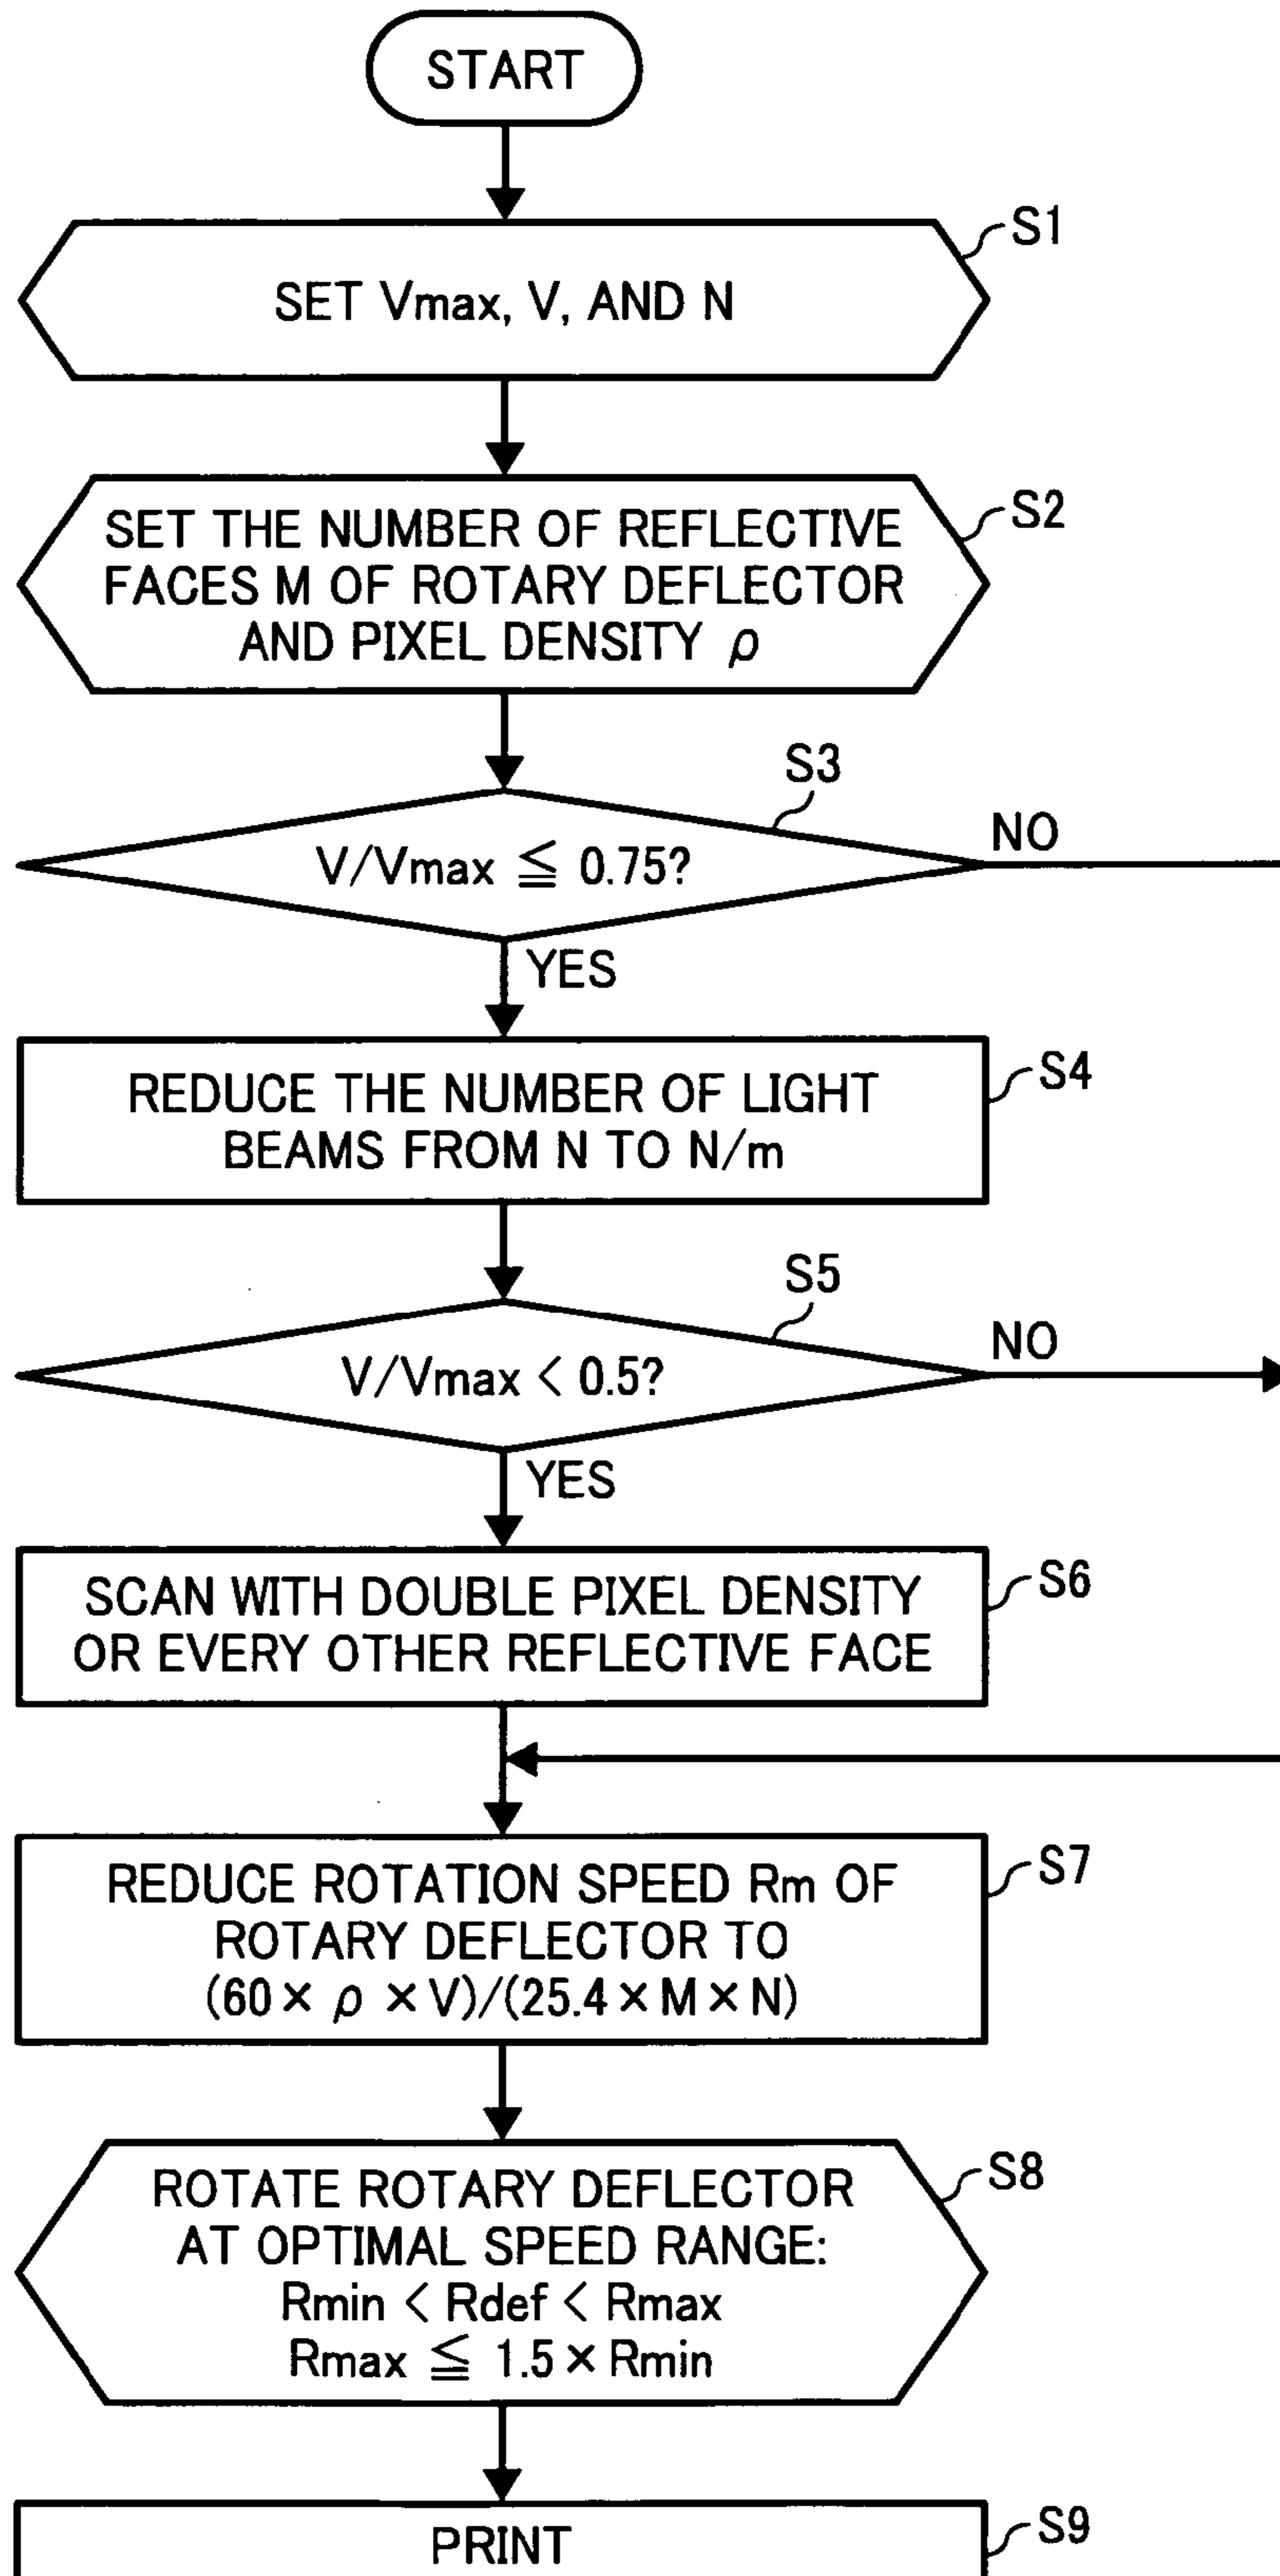 START
S1
SET Vmax, V, AND N
S2
SET THE NUMBER OF REFLECTIVE
FACES M OF ROTARY DEFLECTOR
AND PIXEL DENSITY ρ
S3
NO
V/Vmax ≦ 0.75?
YES
S4
REDUCE THE NUMBER OF LIGHT
BEAMS FROM N TO N/m
S5
NO
V/Vmax < 0.5?
YES
S6
SCAN WITH DOUBLE PIXEL DENSITY
OR EVERY OTHER REFLECTIVE FACE
S7
REDUCE ROTATION SPEED Rm OF
ROTARY DEFLECTOR TO
(60 × ρ × V)/(25.4 × M × N)
S8
ROTATE ROTARY DEFLECTOR
AT OPTIMAL SPEED RANGE:
Rmin < Rdef < Rmax
Rmax ≦ 1.5 × Rmin
S9
PRINT